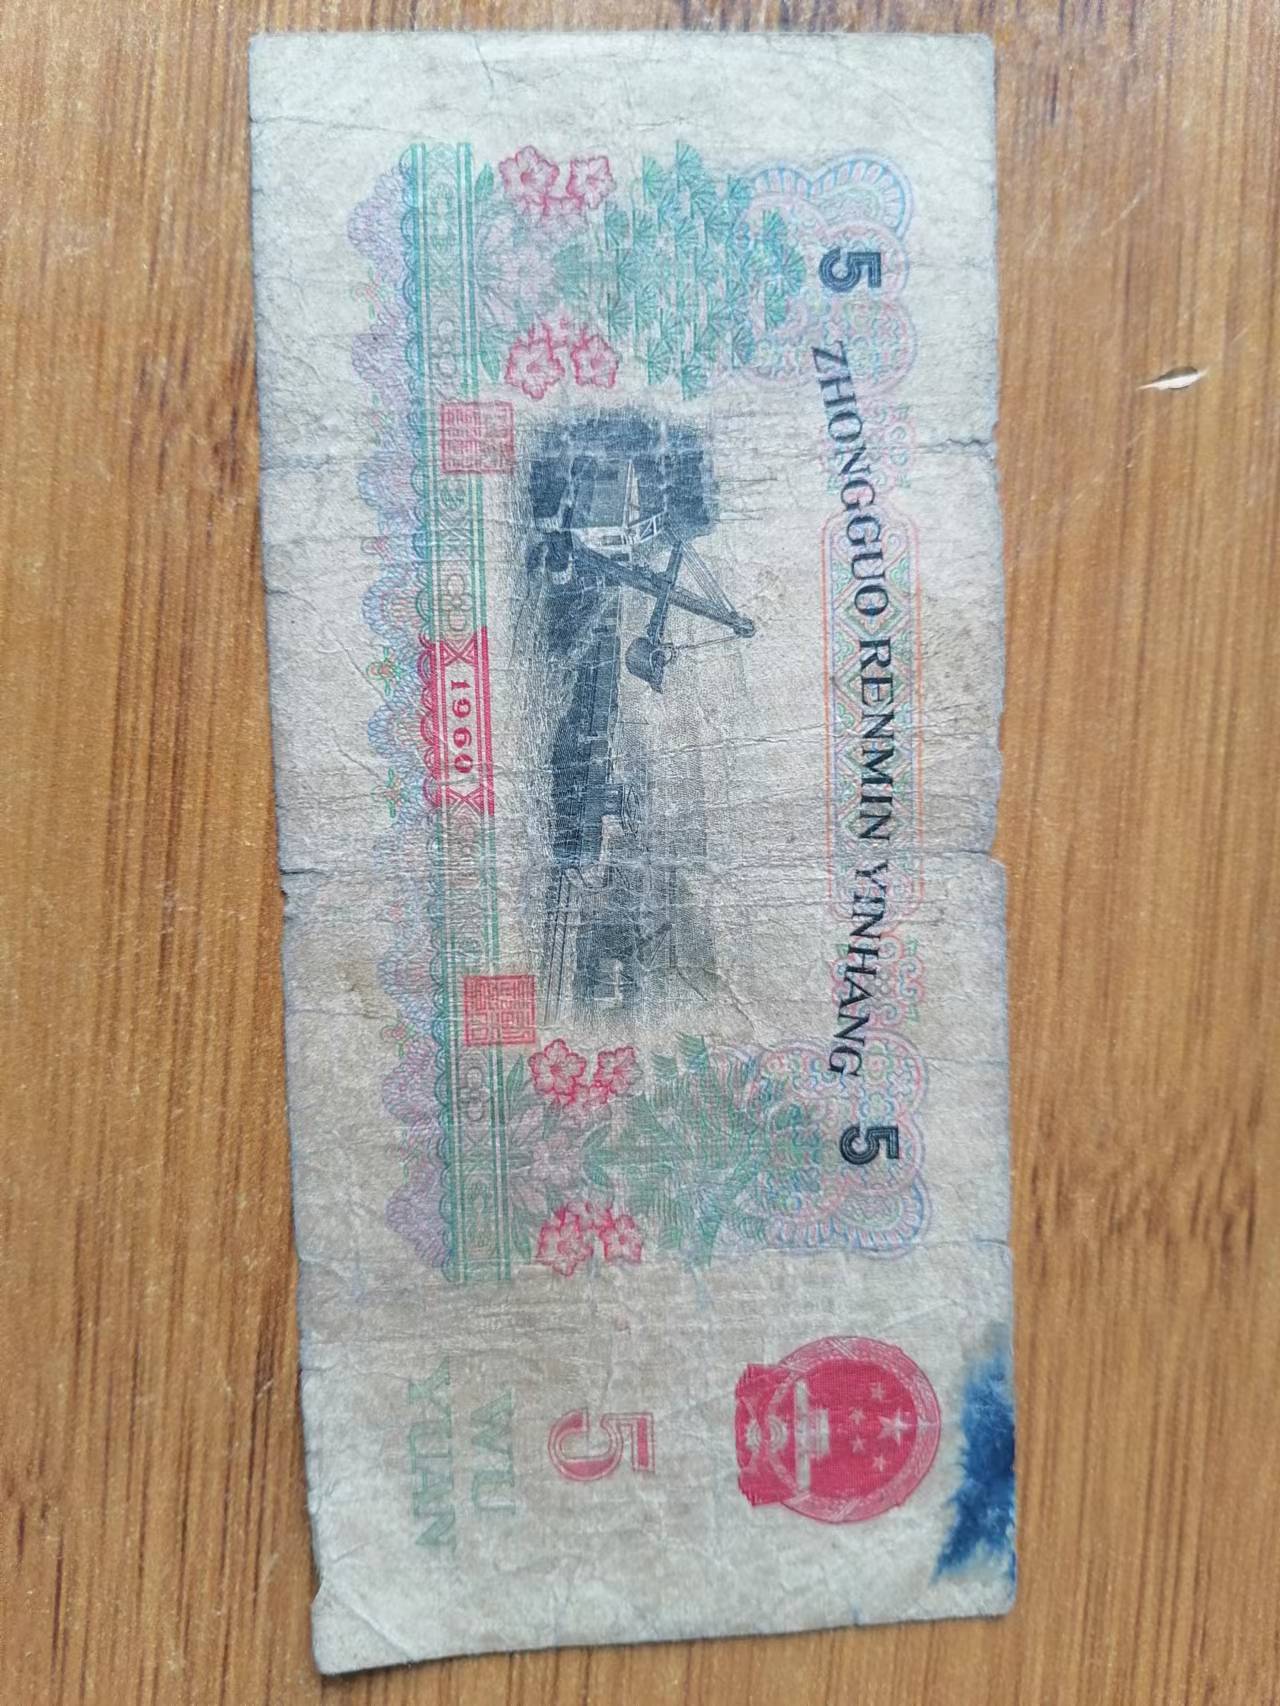 5 ZHONGGUO RENMIN YINHANG 5
5
WU
YUAN
1960